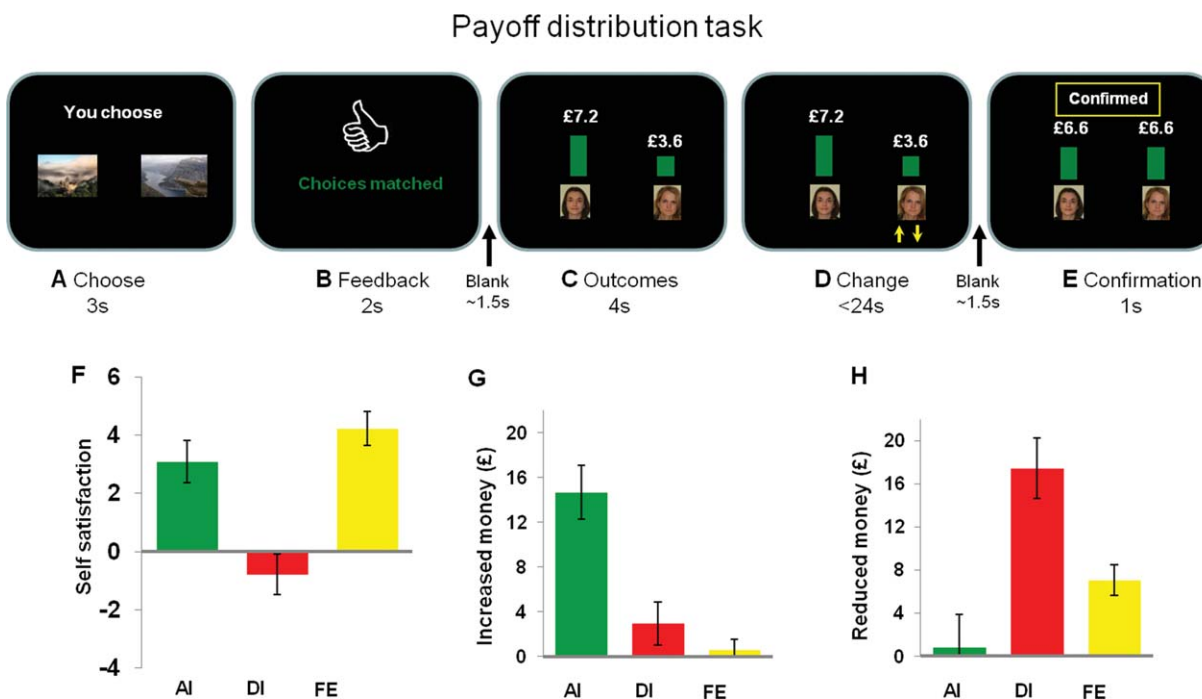 Payoff distribution task
You choose
Choices matched
£7.2
£3.6
£7.2
£3.6
Confirmed
£6.6 £6.6
A Choose
3s
B Feedback
2s
Blank
~1.5s
C Outcomes
4s
D Change
<24s
Blank
~1.5s
E Confirmation
1s
F
Self satisfaction
6
4
2
0
-2
-4
AI DI FE
G
Increased money (£)
20
16
12
8
4
0
AI DI FE
H
Reduced money (£)
20
16
12
8
4
0
AI DI FE